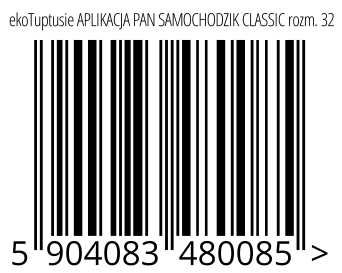 ekoTuptusie APLIKACJA PAN SAMOCHODZIK CLASSIC rozm. 32
5 904083 480085 >